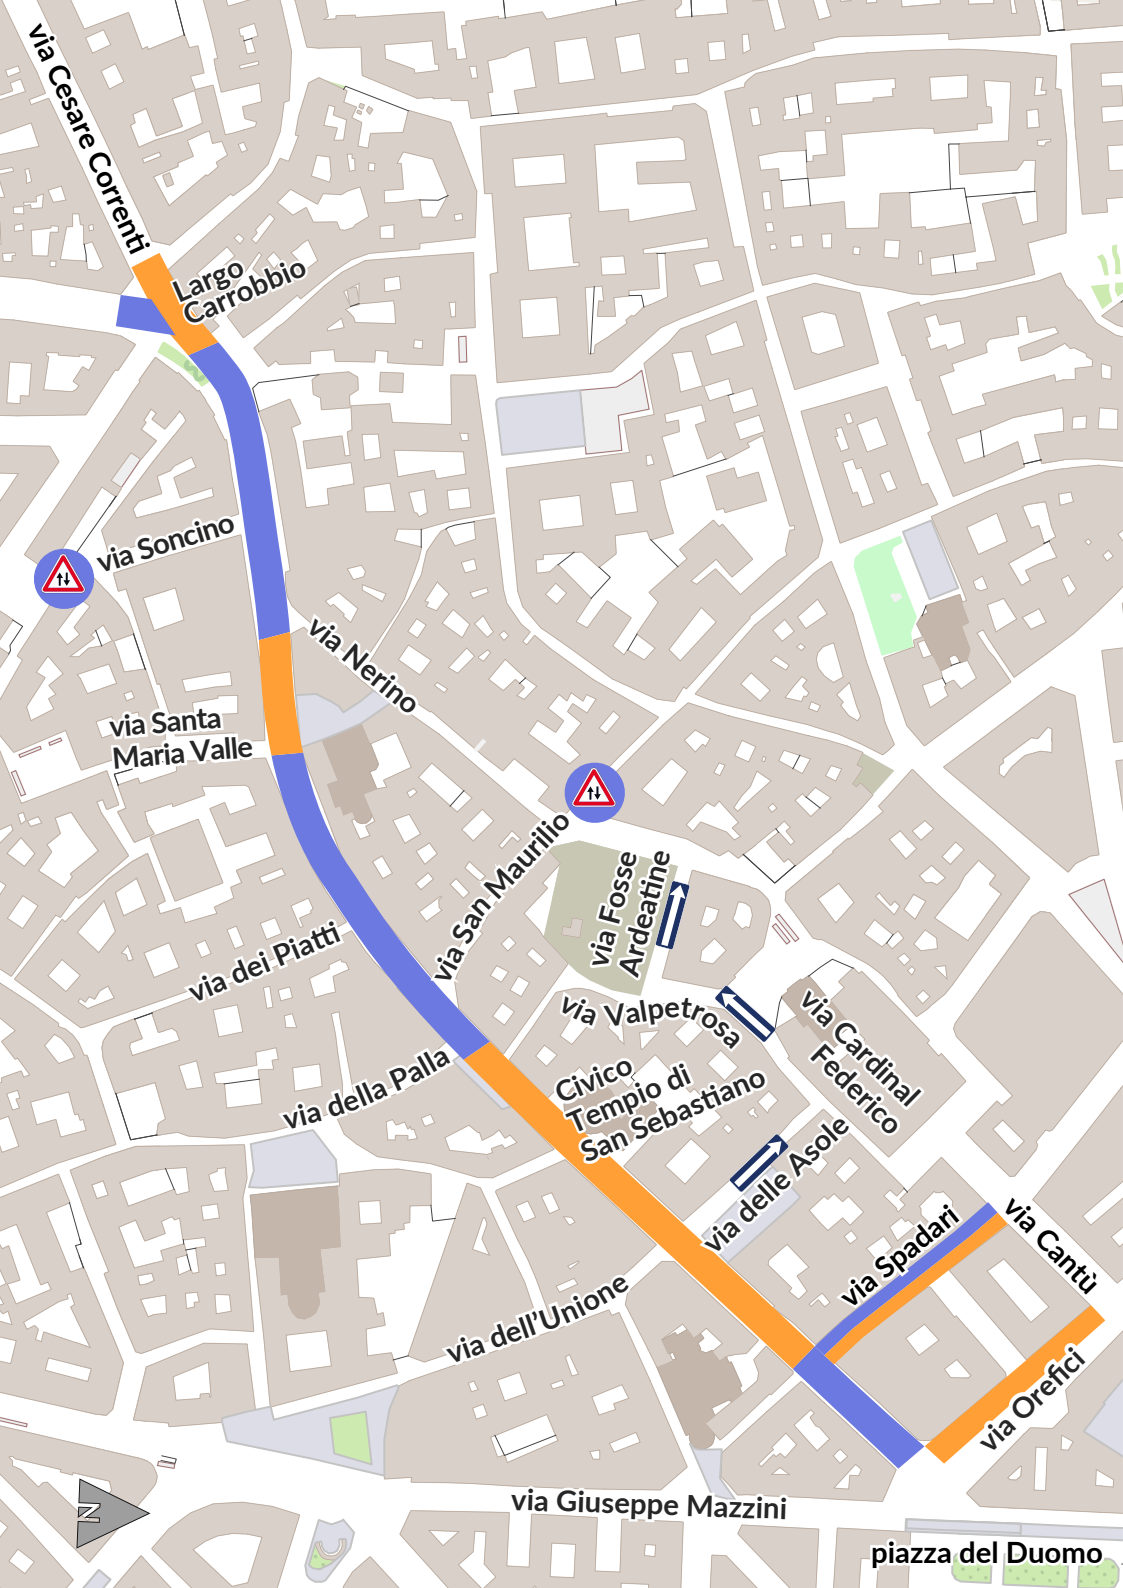 via Cesare Correnti
Largo
Carrobbio
via Soncino
via Nerino
via Santa
Maria Valle
via San Maurilio
via Fosse
Ardeatine
via dei Piatti
via Valpetrosa
via Cardinal
Federico
via della Palla
Civico
Tempio di
San Sebastiano
via delle Asole
via Spadari
via Cantù
via dell'Unione
via Orefici
N
via Giuseppe Mazzini
piazza del Duomo